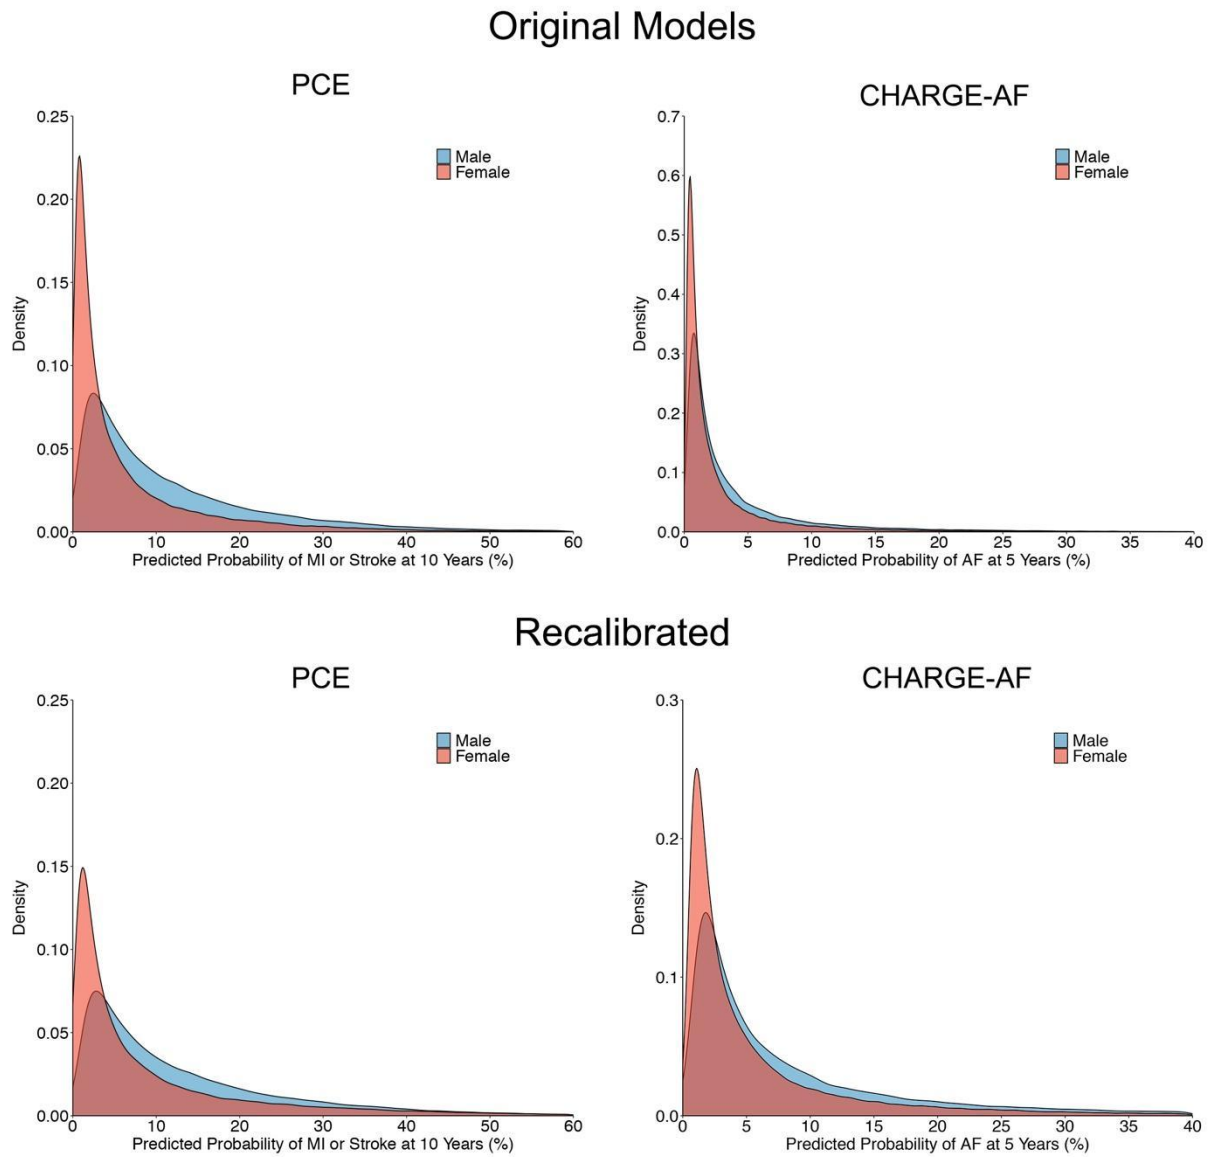 Original Models
PCE
0.25
0.20
0.15
0.10
0.05
0.00
Density
Male
Female
0
10
20
30
40
50
60
Predicted Probability of MI or Stroke at 10 Years (%)
CHARGE-AF
0.7
0.6
0.5
0.4
0.3
0.2
0.1
0.0
Density
Male
Female
0
5
10
15
20
25
30
35
40
Predicted Probability of AF at 5 Years (%)
Recalibrated
PCE
0.25
0.20
0.15
0.10
0.05
0.00
Density
Male
Female
0
10
20
30
40
50
60
Predicted Probability of MI or Stroke at 10 Years (%)
CHARGE-AF
0.3
0.2
0.1
0.0
Density
Male
Female
0
5
10
15
20
25
30
35
40
Predicted Probability of AF at 5 Years (%)